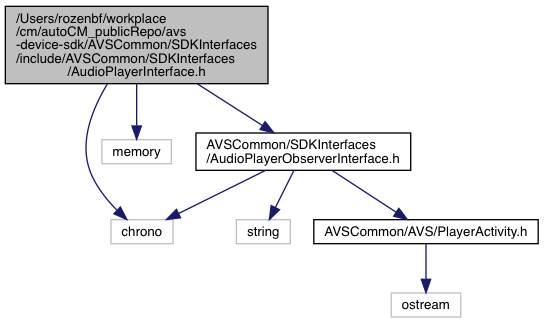 /Users/rozenbf/workplace
/cm/autoCM_publicRepo/avs
-device-sdk/AVSCommon/SDKInterfaces
/include/AVSCommon/SDKInterfaces
/AudioPlayerInterface.h
memory
AVSCommon/SDKInterfaces
/AudioPlayerObserverInterface.h
chrono
string
AVSCommon/AVS/PlayerActivity.h
ostream